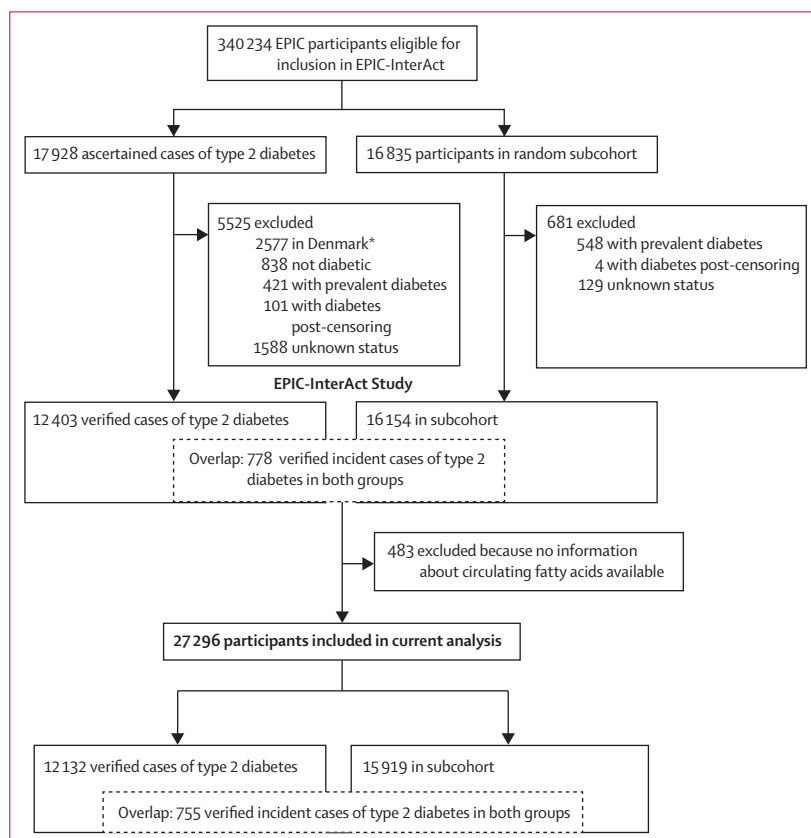 340 234 EPIC participants eligible for
inclusion in EPIC-InterAct
17 928 ascertained cases of type 2 diabetes
16 835 participants in random subcohort
5525 excluded
2577 in Denmark*
838 not diabetic
421 with prevalent diabetes
101 with diabetes
post-censoring
1588 unknown status
681 excluded
548 with prevalent diabetes
4 with diabetes post-censoring
129 unknown status
EPIC-InterAct Study
12 403 verified cases of type 2 diabetes
16 154 in subcohort
Overlap: 778 verified incident cases of type 2
diabetes in both groups
483 excluded because no information
about circulating fatty acids available
27 296 participants included in current analysis
12 132 verified cases of type 2 diabetes
15 919 in subcohort
Overlap: 755 verified incident cases of type 2 diabetes in both groups